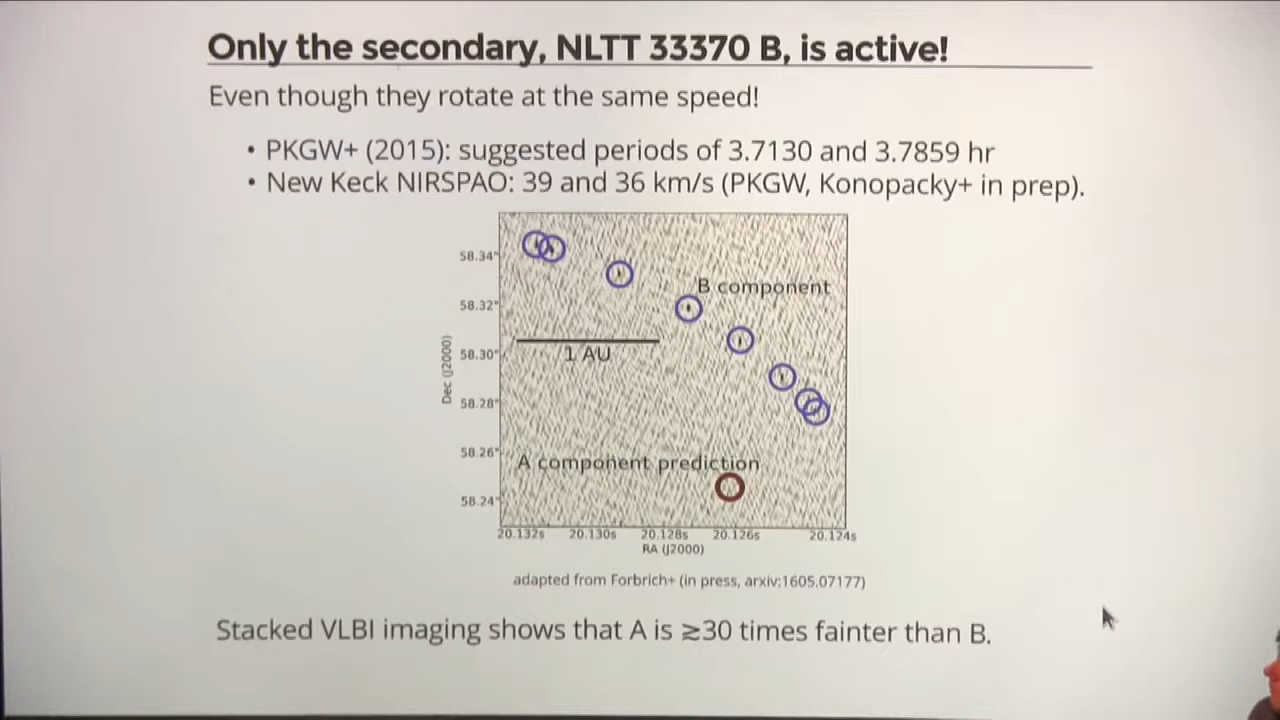 Only the secondary, NLTT 33370 B, is active!
Even though they rotate at the same speed!
• PKGW+ (2015): suggested periods of 3.7130 and 3.7859 hr
• New Keck NIRSPAO: 39 and 36 km/s (PKGW, Konopacky+ in prep).
58.34"
B component
58.32"
58.30"
1 AU
Dec (J2000)
58.28"
58.26"
A component prediction
58.24"
20.132s 20.130s 20.128s 20.126s 20.124s
RA (J2000)
adapted from Forbrich+ (in press, arxiv:1605.07177)
Stacked VLBI imaging shows that A is ≳30 times fainter than B.